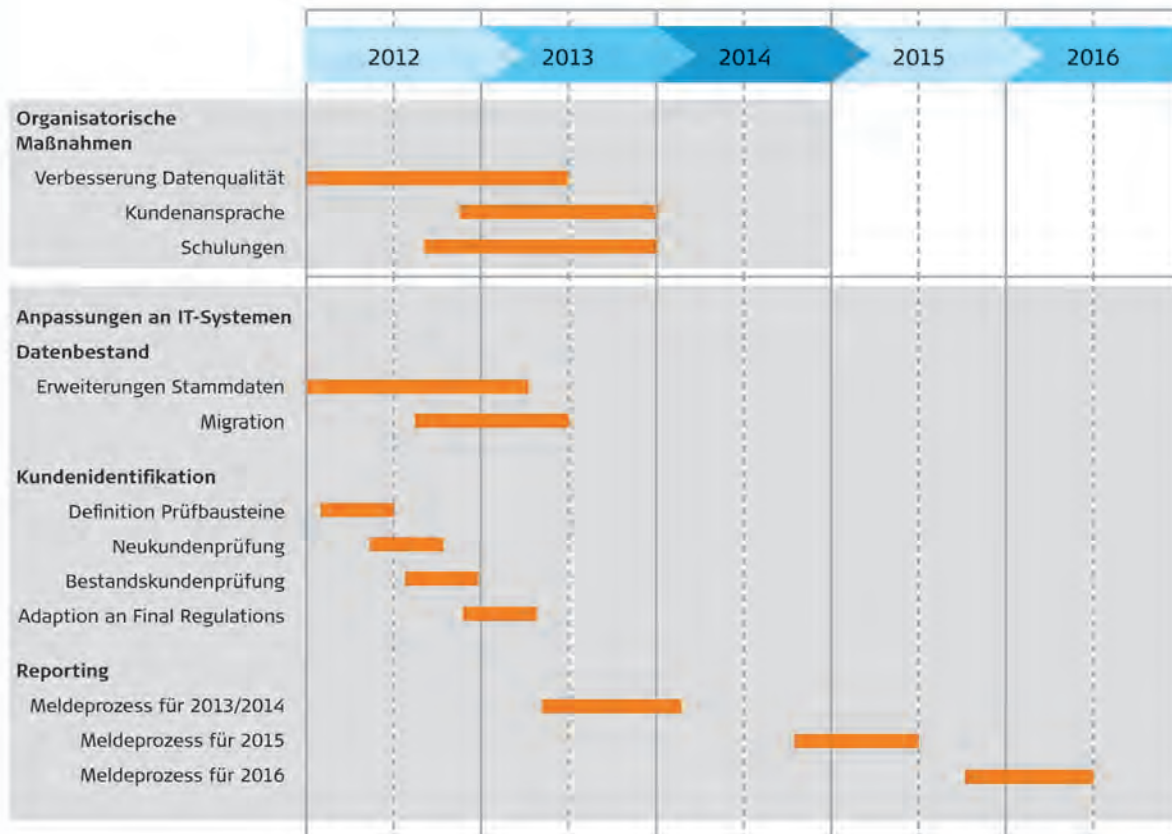 2012 2013 2014 2015 2016
Organisatorische
Maßnahmen
Verbesserung Datenqualität
Kundenansprache
Schulungen
Anpassungen an IT-Systemen
Datenbestand
Erweiterungen Stammdaten
Migration
Kundenidentifikation
Definition Prüfbausteine
Neukundenprüfung
Bestandskundenprüfung
Adaption an Final Regulations
Reporting
Meldeprozess für 2013/2014
Meldeprozess für 2015
Meldeprozess für 2016